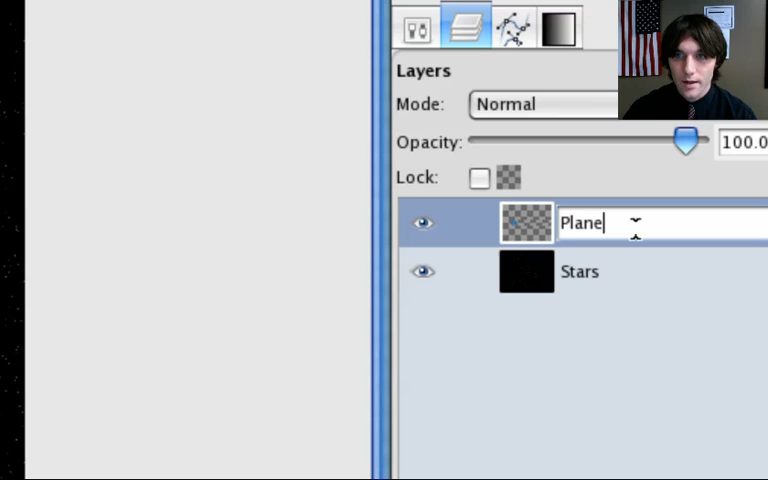 Layers
Mode: Normal
Opacity: 100.0
Lock:
Plane
Stars